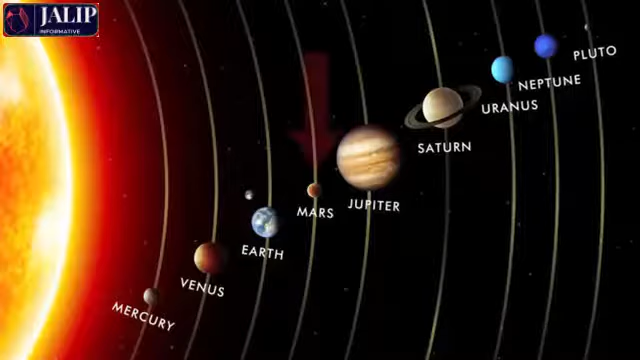 JALIP
INFORMATIVE
MERCURY
VENUS
EARTH
MARS
JUPITER
SATURN
URANUS
NEPTUNE
PLUTO